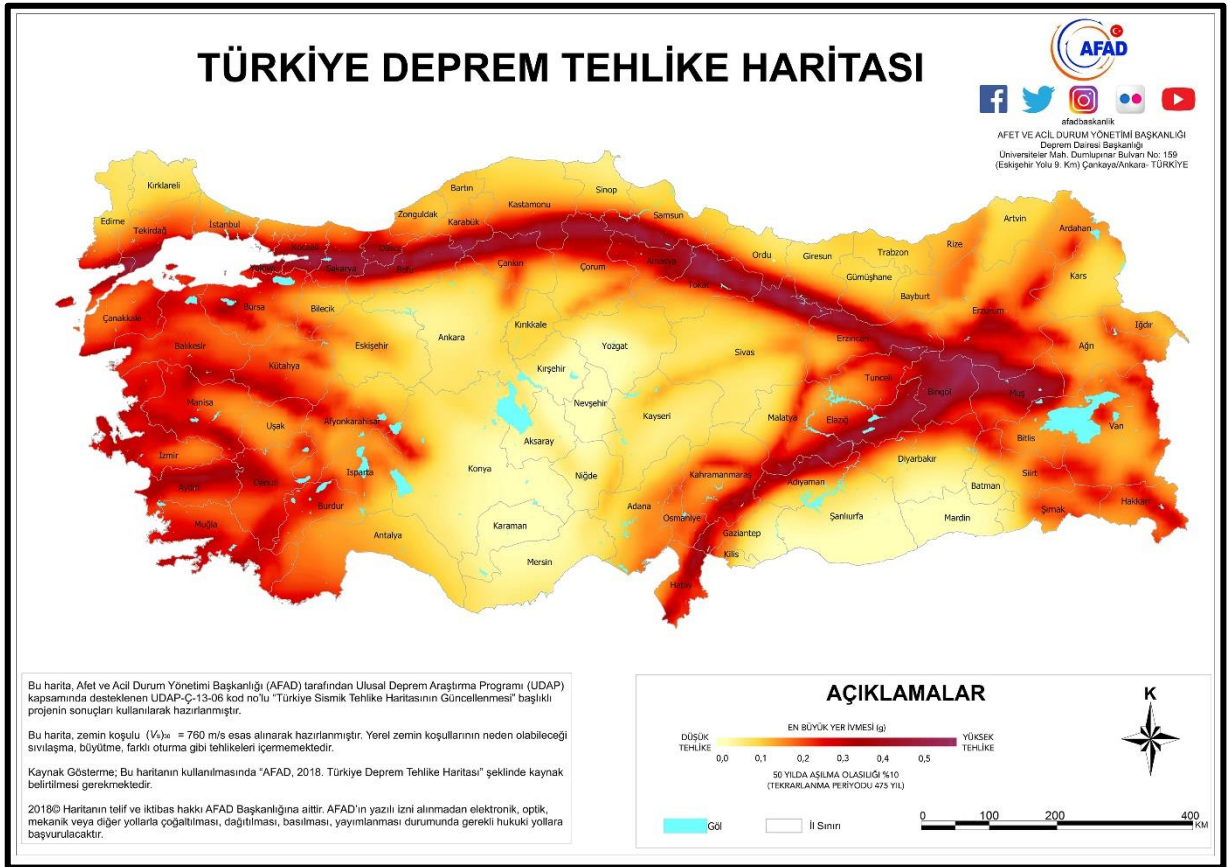 TÜRKİYE DEPREM TEHLİKE HARİTASI
AFAD
afadbaskanlik
AFET VE ACİL DURUM YÖNETİMİ BAŞKANLIĞI
Deprem Dairesi Başkanlığı
Üniversiteler Mah. Dumlupınar Bulvarı No: 159
(Eskişehir Yolu 9. Km) Çankaya/Ankara- TÜRKİYE
Kırklareli
Edirne
Tekirdağ
İstanbul
Kocaeli
Yalova
Sakarya
Düzce
Bolu
Zonguldak
Bartın
Karabük
Kastamonu
Sinop
Samsun
Çankırı
Çorum
Amasya
Tokat
Ordu
Giresun
Trabzon
Rize
Artvin
Ardahan
Gümüşhane
Bayburt
Kars
Erzurum
Iğdır
Ağrı
Çanakkale
Bursa
Bilecik
Balıkesir
Kütahya
Eskişehir
Ankara
Kırıkkale
Yozgat
Sivas
Erzincan
Tunceli
Bingöl
Muş
Kırşehir
Nevşehir
Kayseri
Malatya
Elazığ
Bitlis
Van
Manisa
Uşak
Afyonkarahisar
Aksaray
Konya
Niğde
Kahramanmaraş
Adıyaman
Diyarbakır
Batman
Siirt
Şırnak
Hakkari
İzmir
Aydın
Denizli
Isparta
Burdur
Muğla
Antalya
Karaman
Mersin
Adana
Osmaniye
Gaziantep
Kilis
Hatay
Şanlıurfa
Mardin
Bu harita, Afet ve Acil Durum Yönetimi Başkanlığı (AFAD) tarafından Ulusal Deprem Araştırma Programı (UDAP)
kapsamında desteklenen UDAP-Ç-13-06 kod no'lu "Türkiye Sismik Tehlike Haritasının Güncellenmesi" başlıklı
projenin sonuçları kullanılarak hazırlanmıştır.
Bu harita, zemin koşulu (Vs)30 = 760 m/s esas alınarak hazırlanmıştır. Yerel zemin koşullarının neden olabileceği
sıvılaşma, büyütme, farklı oturma gibi tehlikeleri içermemektedir.
Kaynak Gösterme; Bu haritanın kullanılmasında "AFAD, 2018. Türkiye Deprem Tehlike Haritası" şeklinde kaynak
belirtilmesi gerekmektedir.
2018© Haritanın telif ve iktibas hakkı AFAD Başkanlığına aittir. AFAD'ın yazılı izni alınmadan elektronik, optik,
mekanik veya diğer yollarla çoğaltılması, dağıtılması, basılması, yayımlanması durumunda gerekli hukuki yollara
başvurulacaktır.
AÇIKLAMALAR
EN BÜYÜK YER İVMESİ (g)
DÜŞÜK TEHLİKE
YÜKSEK TEHLİKE
0,0 0,1 0,2 0,3 0,4 0,5
50 YILDA AŞILMA OLASILIĞI %10
(TEKRARLANMA PERİYODU 475 YIL)
Göl
İl Sınırı
K
0 100 200 400
KM